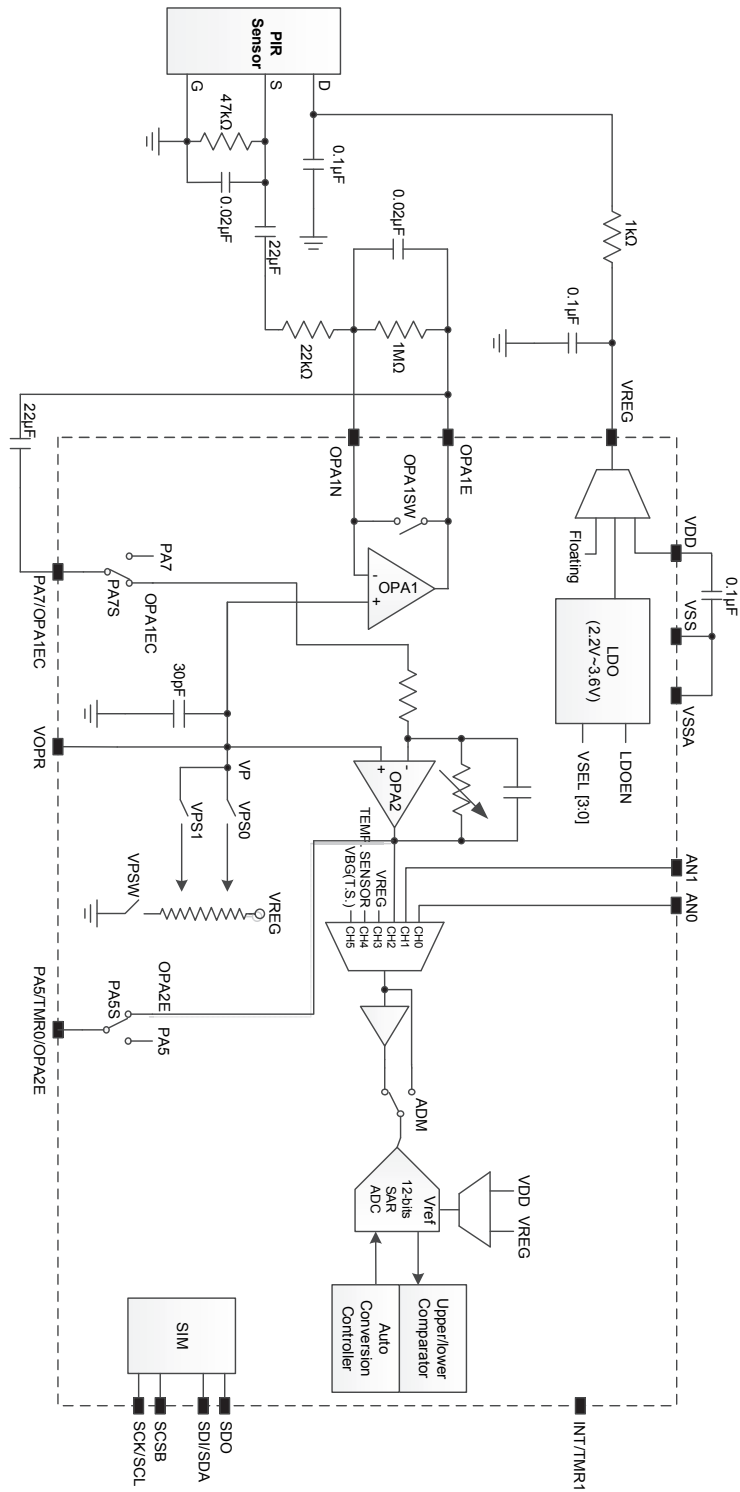 PIR
Sensor
D
S
G
47kΩ
0.02μF
0.1μF
22μF
22kΩ
0.02μF
1MΩ
1kΩ
0.1μF
VREG
22μF
OPA1N
OPA1E
OPA1SW
OPA1
-
+
Floating
VDD
0.1μF
VSS
VSSA
LDO
(2.2V~3.6V)
LDOEN
VSEL [3:0]
PA7
PA7S
OPA1EC
PA7/OPA1EC
30pF
VOPR
VP
VPS0
VPS1
VPSW
VREG
-
+
OPA2
AN1
AN0
CH0
CH1
CH2
VREG CH3
TEMP. SENSOR CH4
VBG(T.S.) CH5
OPA2E
PA5S
PA5
PA5/TMR0/OPA2E
ADM
VDD
VREG
Vref
12-bits
SAR
ADC
Upper/lower
Comparator
Auto
Conversion
Controller
SIM
SDO
SDI/SDA
SCSB
SCK/SCL
INT/TMR1